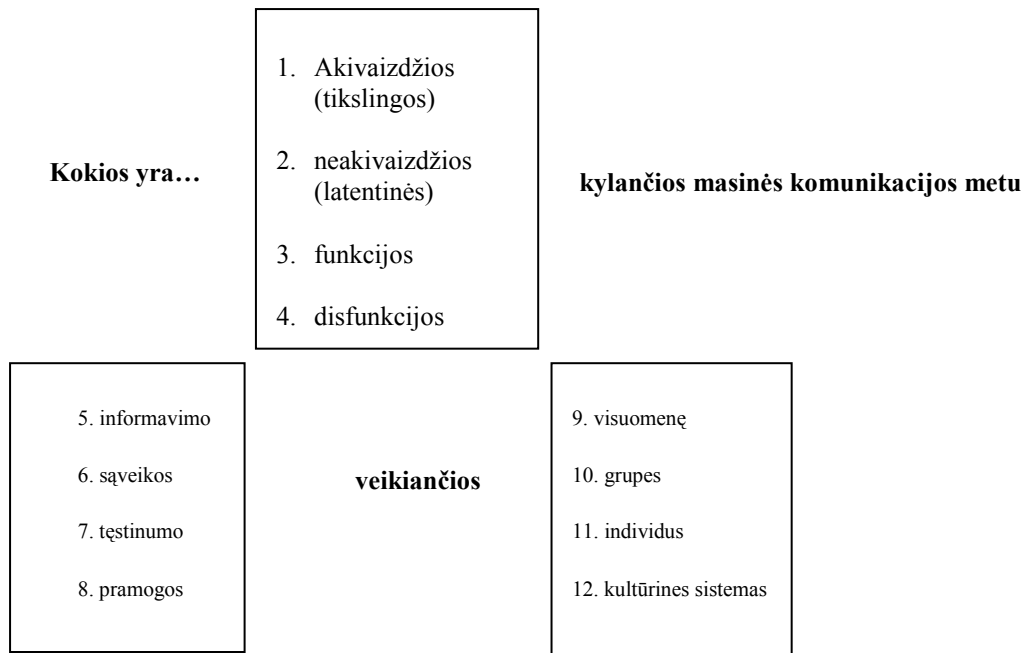 Kokios yra…
1. Akivaizdžios
(tikslingos)
2. neakivaizdžios
(latentinės)
3. funkcijos
4. disfunkcijos
kylančios masinės komunikacijos metu
5. informavimo
6. sąveikos
7. tęstinumo
8. pramogos
veikiančios
9. visuomenę
10. grupes
11. individus
12. kultūrines sistemas